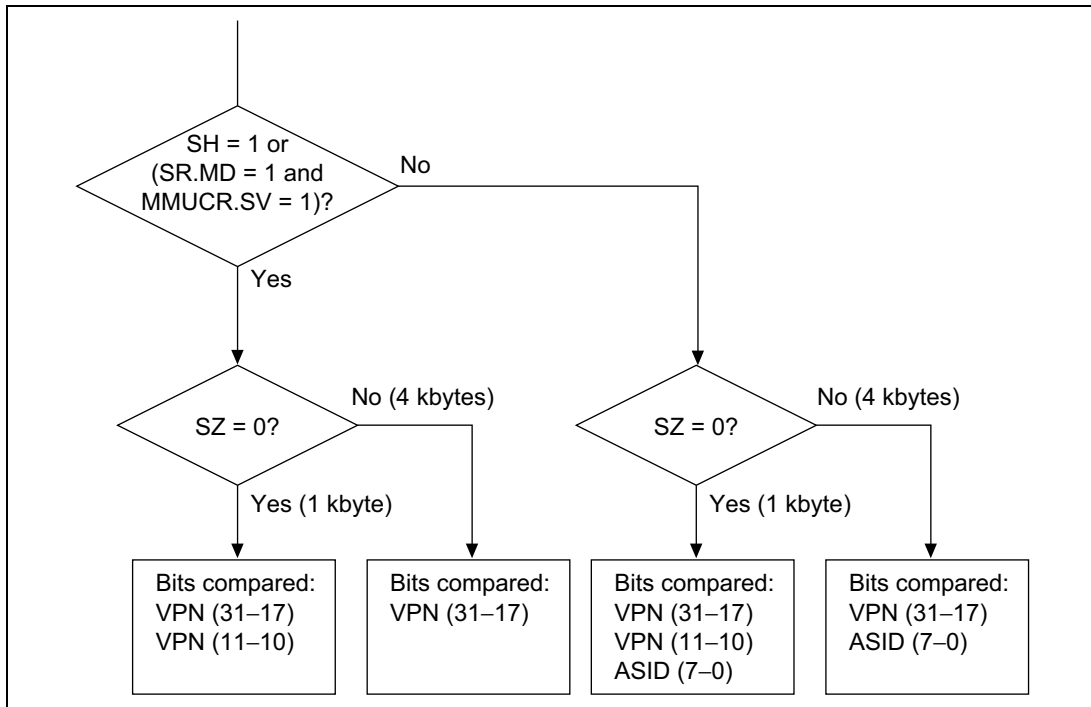 SH = 1 or
(SR.MD = 1 and
MMUCR.SV = 1)?
No
Yes
SZ = 0?
No (4 kbytes)
Yes (1 kbyte)
SZ = 0?
No (4 kbytes)
Yes (1 kbyte)
Bits compared:
VPN (31–17)
VPN (11–10)
Bits compared:
VPN (31–17)
Bits compared:
VPN (31–17)
VPN (11–10)
ASID (7–0)
Bits compared:
VPN (31–17)
ASID (7–0)